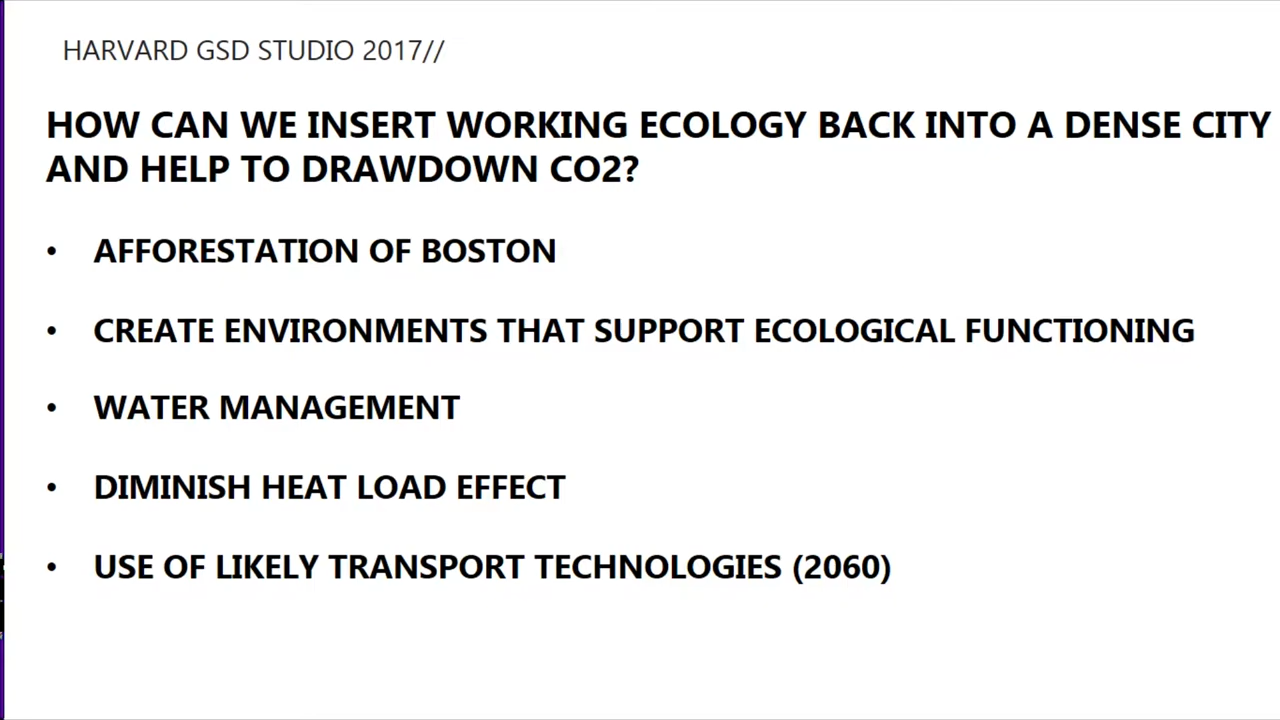 HARVARD GSD STUDIO 2017//
HOW CAN WE INSERT WORKING ECOLOGY BACK INTO A DENSE CITY
AND HELP TO DRAWDOWN CO2?
• AFFORESTATION OF BOSTON
• CREATE ENVIRONMENTS THAT SUPPORT ECOLOGICAL FUNCTIONING
• WATER MANAGEMENT
• DIMINISH HEAT LOAD EFFECT
• USE OF LIKELY TRANSPORT TECHNOLOGIES (2060)